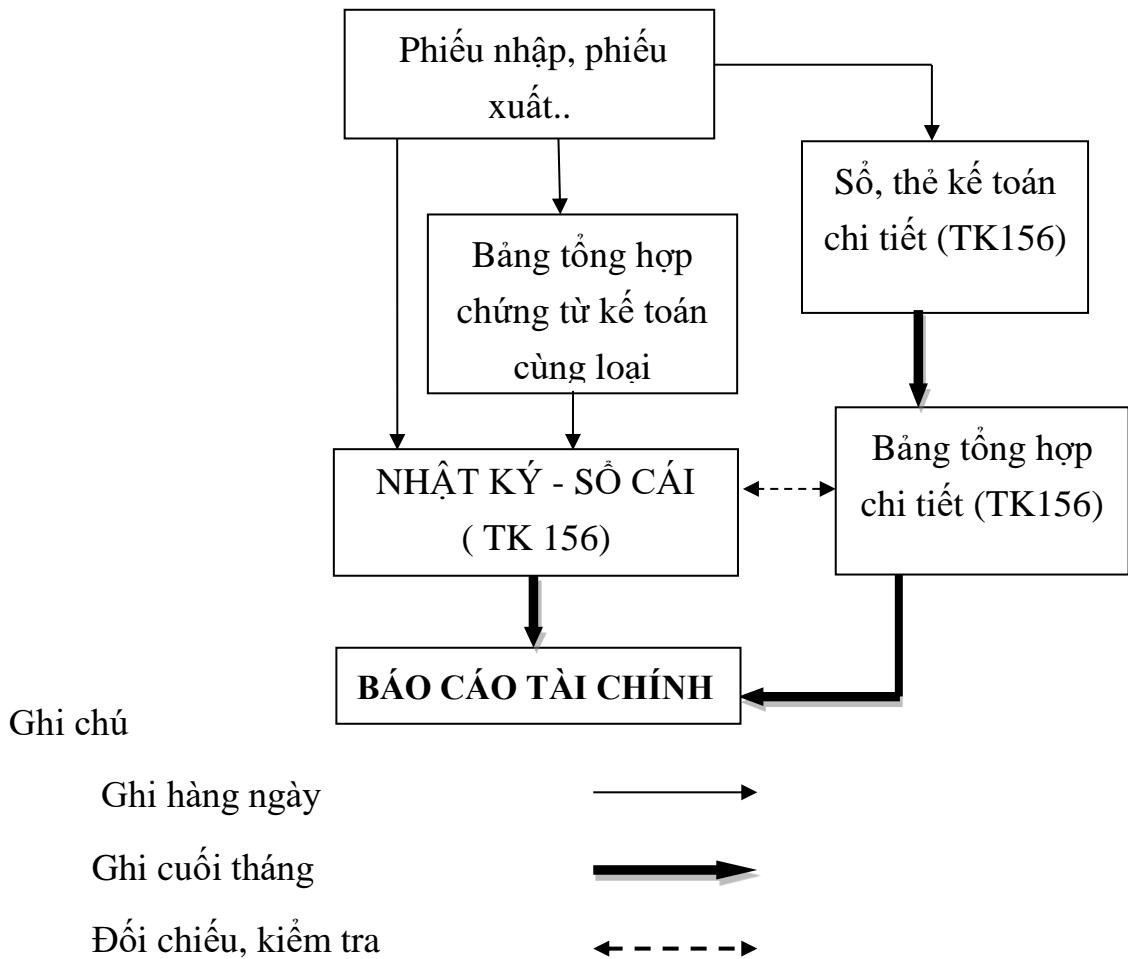 Phiếu nhập, phiếu
xuất..
Sổ, thẻ kế toán
chi tiết (TK156)
Bảng tổng hợp
chứng từ kế toán
cùng loại
Bảng tổng hợp
chi tiết (TK156)
NHẬT KÝ - SỔ CÁI
( TK 156)
BÁO CÁO TÀI CHÍNH
Ghi chú
Ghi hàng ngày
Ghi cuối tháng
Đối chiếu, kiểm tra